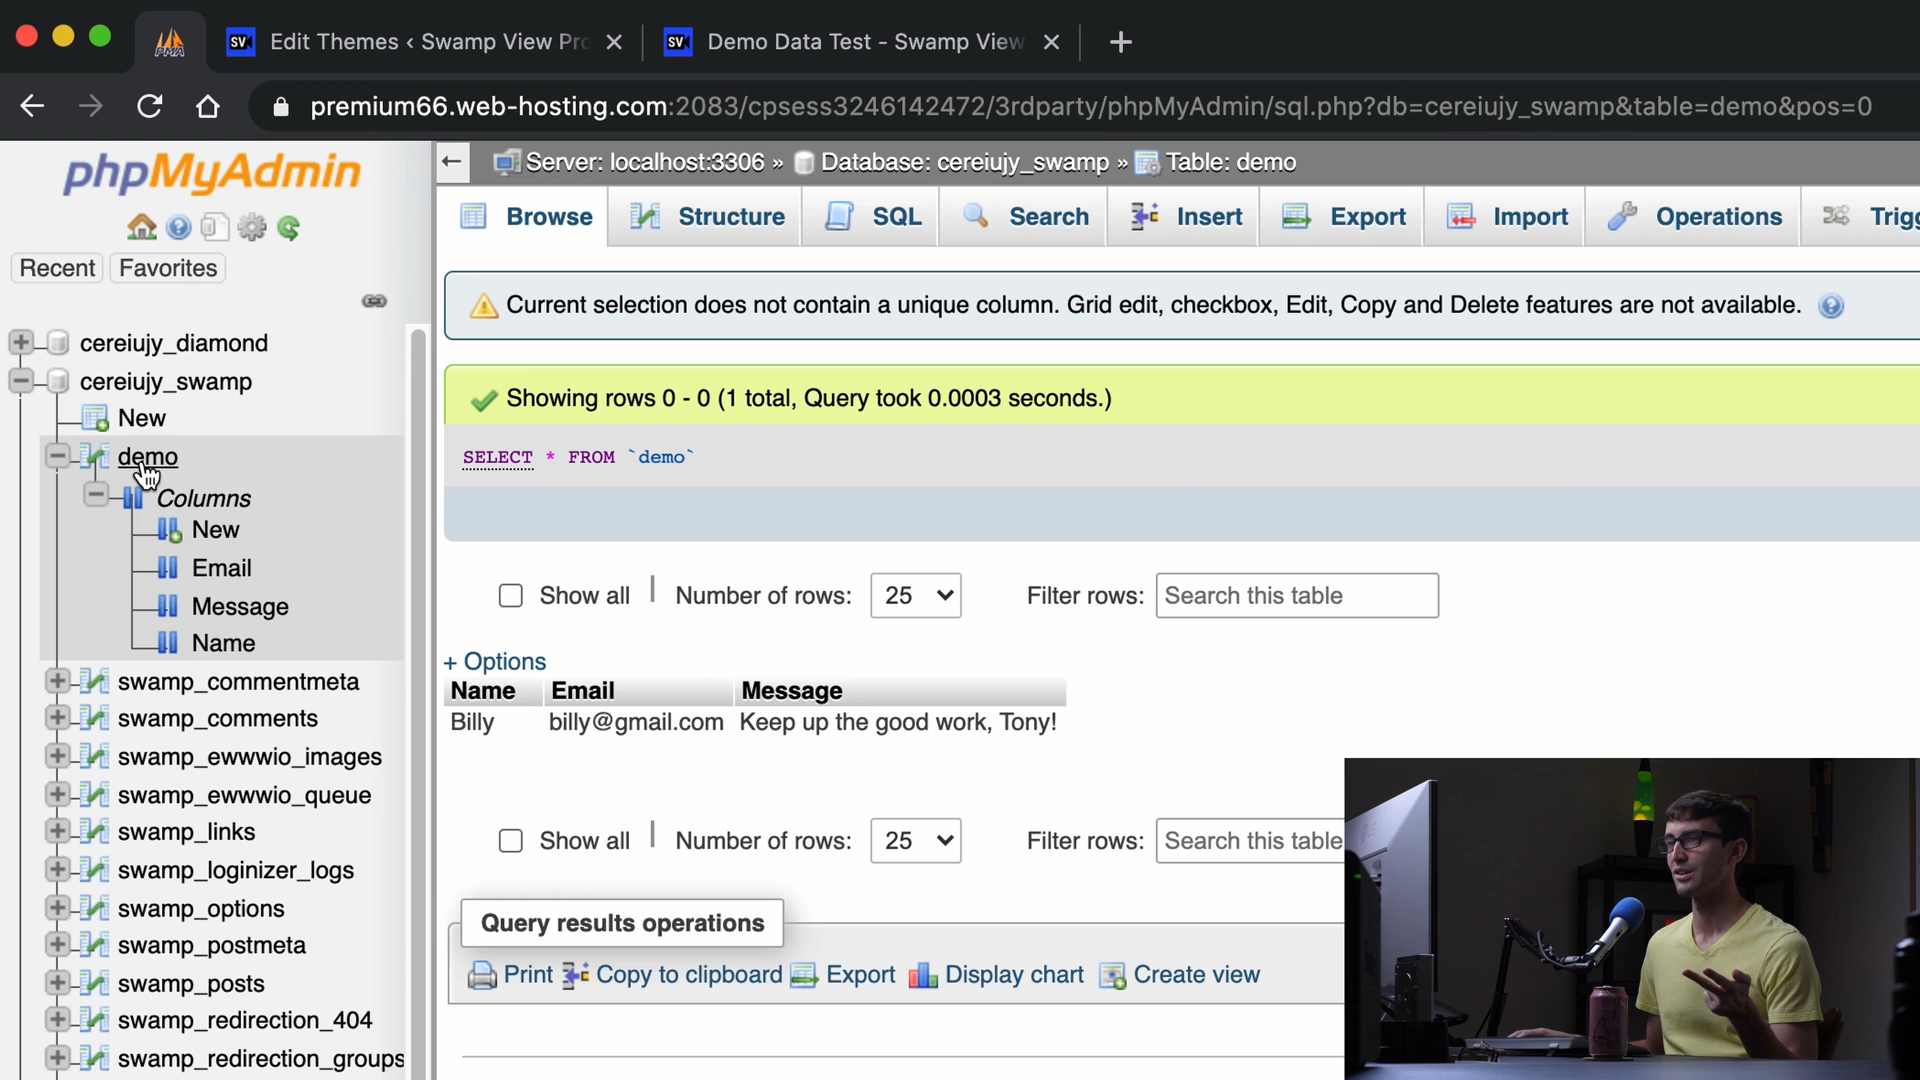 PMA
SV Edit Themes ‹ Swamp View Pro
SV Demo Data Test - Swamp View
premium66.web-hosting.com:2083/cpsess3246142472/3rdparty/phpMyAdmin/sql.php?db=cereiujy_swamp&table=demo&pos=0
phpMyAdmin
Recent Favorites
cereiujy_diamond
cereiujy_swamp
New
demo
Columns
New
Email
Message
Name
swamp_commentmeta
swamp_comments
swamp_ewwwio_images
swamp_ewwwio_queue
swamp_links
swamp_loginizer_logs
swamp_options
swamp_postmeta
swamp_posts
swamp_redirection_404
swamp_redirection_groups
Server: localhost:3306 » Database: cereiujy_swamp » Table: demo
Browse Structure SQL Search Insert Export Import Operations Trigg
Current selection does not contain a unique column. Grid edit, checkbox, Edit, Copy and Delete features are not available.
Showing rows 0 - 0 (1 total, Query took 0.0003 seconds.)
SELECT * FROM `demo`
Show all | Number of rows: 25 Filter rows: Search this table
+ Options
Name Email Message
Billy billy@gmail.com Keep up the good work, Tony!
Show all | Number of rows: 25 Filter rows: Search this table
Query results operations
Print Copy to clipboard Export Display chart Create view